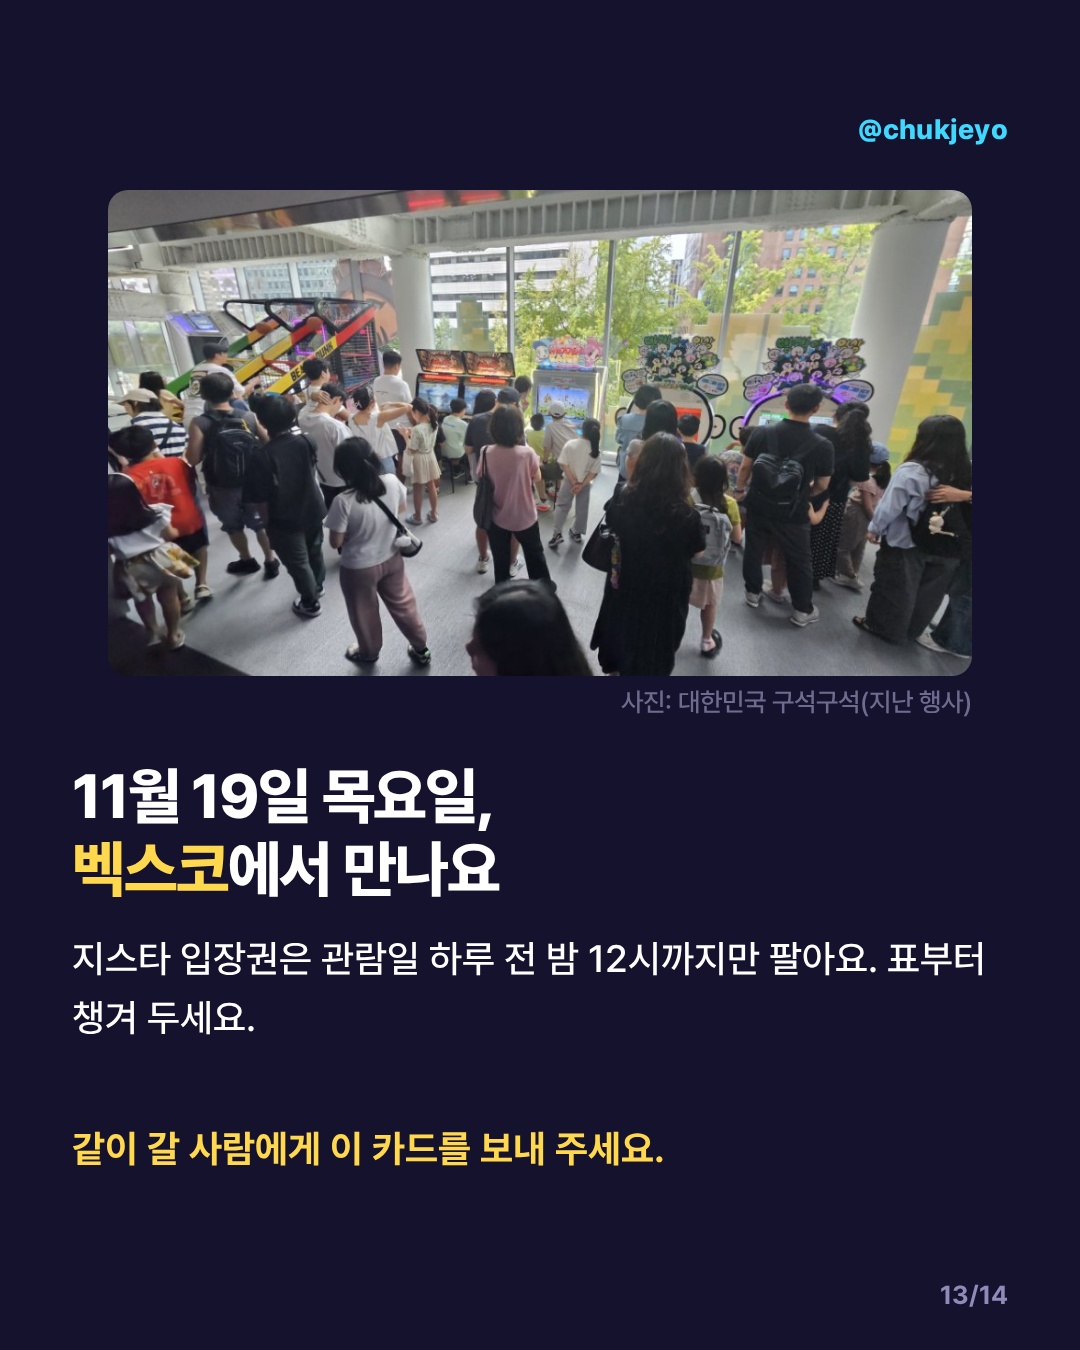 @chukjeyo
사진: 대한민국 구석구석(지난 행사)
11월 19일 목요일,
벡스코에서 만나요
지스타 입장권은 관람일 하루 전 밤 12시까지만 팔아요. 표부터
챙겨 두세요.
같이 갈 사람에게 이 카드를 보내 주세요.
13/14